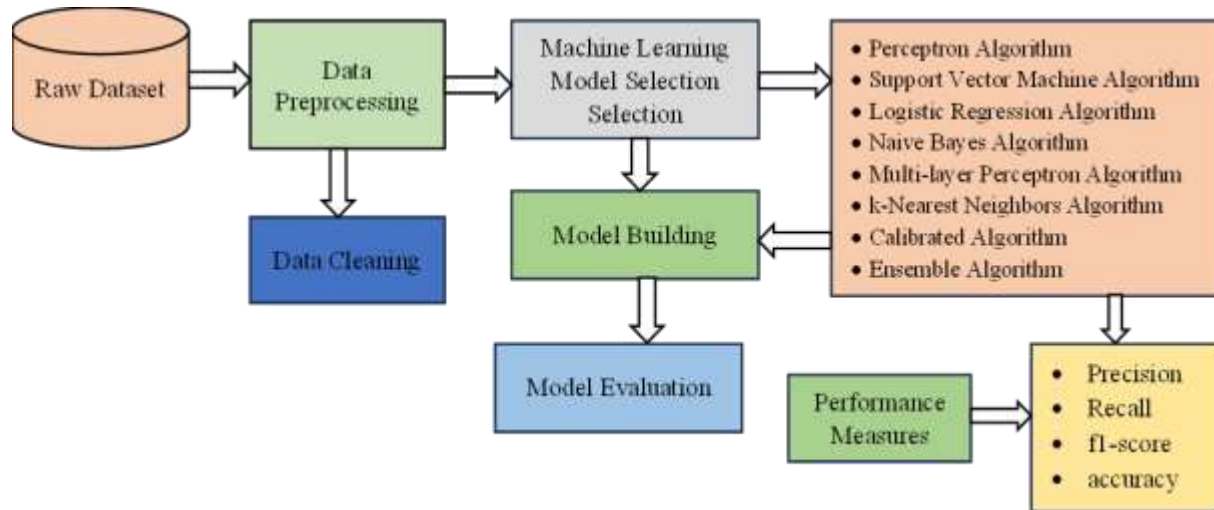 Raw Dataset
Data
Preprocessing
Data Cleaning
Machine Learning
Model Selection
Selection
Model Building
Model Evaluation
• Perceptron Algorithm
• Support Vector Machine Algorithm
• Logistic Regression Algorithm
• Naive Bayes Algorithm
• Multi-layer Perceptron Algorithm
• k-Nearest Neighbors Algorithm
• Calibrated Algorithm
• Ensemble Algorithm
Performance
Measures
• Precision
• Recall
• f1-score
• accuracy